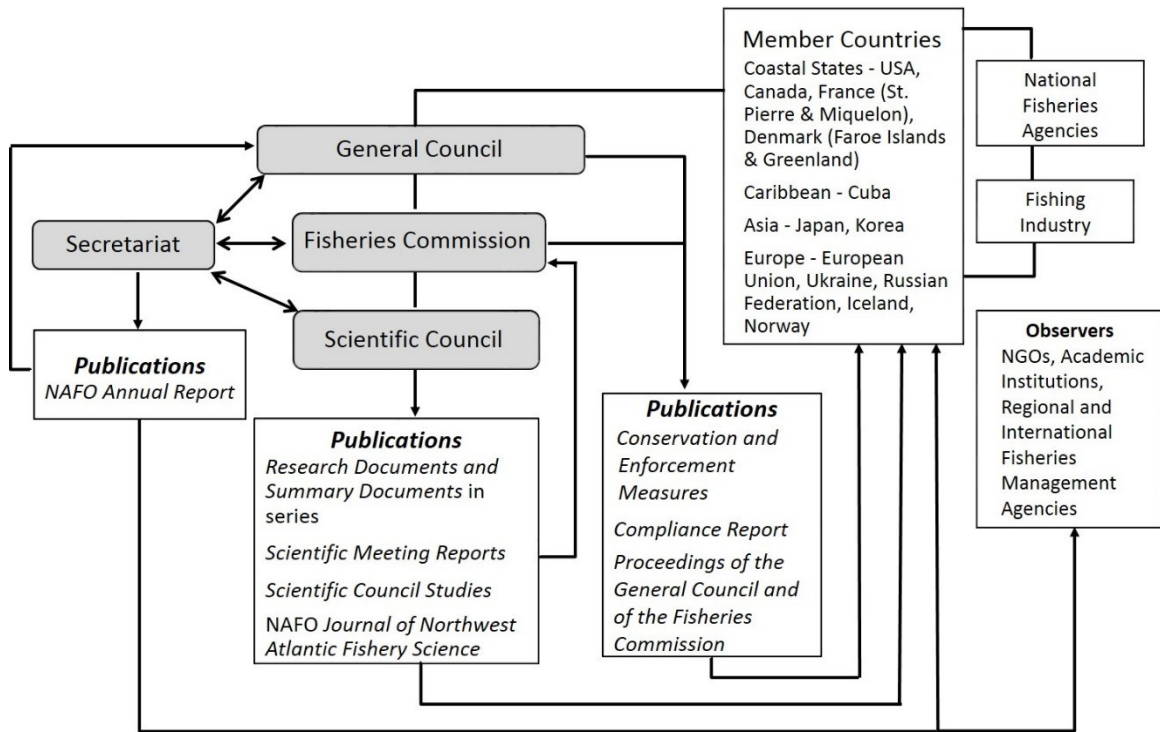 Member Countries
Coastal States - USA,
Canada, France (St.
Pierre & Miquelon),
Denmark (Faroe Islands
& Greenland)
Caribbean - Cuba
Asia - Japan, Korea
Europe - European
Union, Ukraine, Russian
Federation, Iceland,
Norway
National
Fisheries
Agencies
Fishing
Industry
General Council
Secretariat
Fisheries Commission
Scientific Council
Observers
NGOs, Academic
Institutions,
Regional and
International
Fisheries
Management
Agencies
Publications
NAFO Annual Report
Publications
Research Documents and
Summary Documents in
series
Scientific Meeting Reports
Scientific Council Studies
NAFO Journal of Northwest
Atlantic Fishery Science
Publications
Conservation and
Enforcement
Measures
Compliance Report
Proceedings of the
General Council and
of the Fisheries
Commission